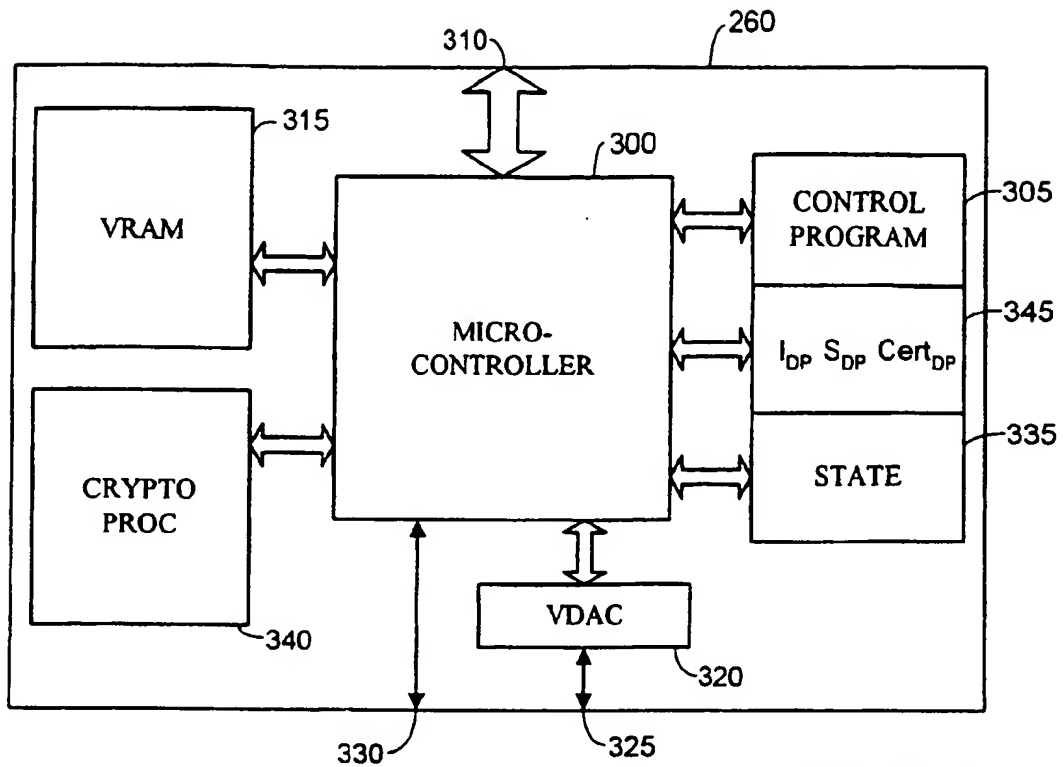 310
260
315
300
VRAM
CONTROL
PROGRAM
305
MICRO-
CONTROLLER
345
I_DP S_DP Cert_DP
335
CRYPTO
PROC
STATE
VDAC
340
320
330
325